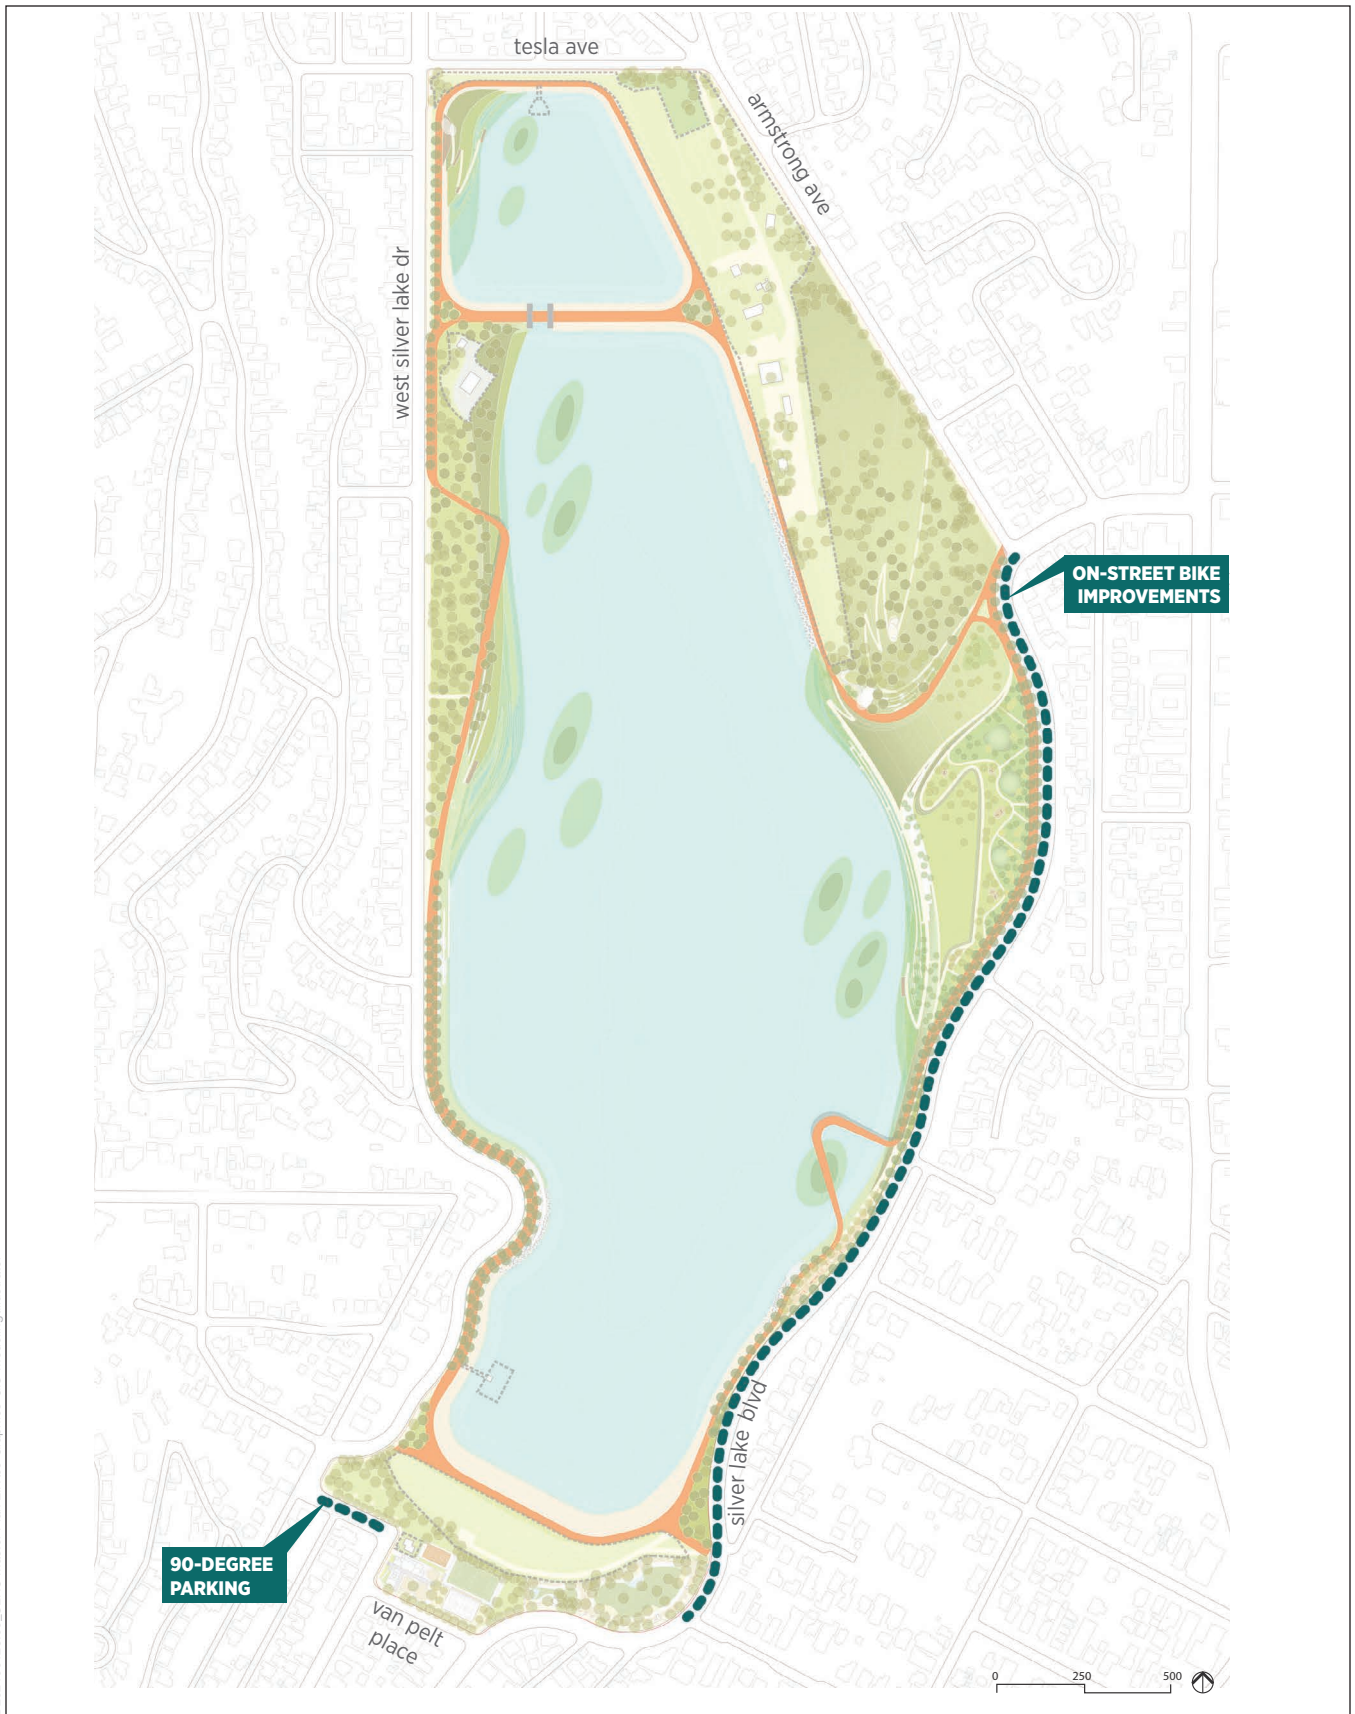 tesla ave
armstrong ave
west silver lake dr
ON-STREET BIKE
IMPROVEMENTS
silver lake blvd
90-DEGREE
PARKING
van pelt
place
0 250 500